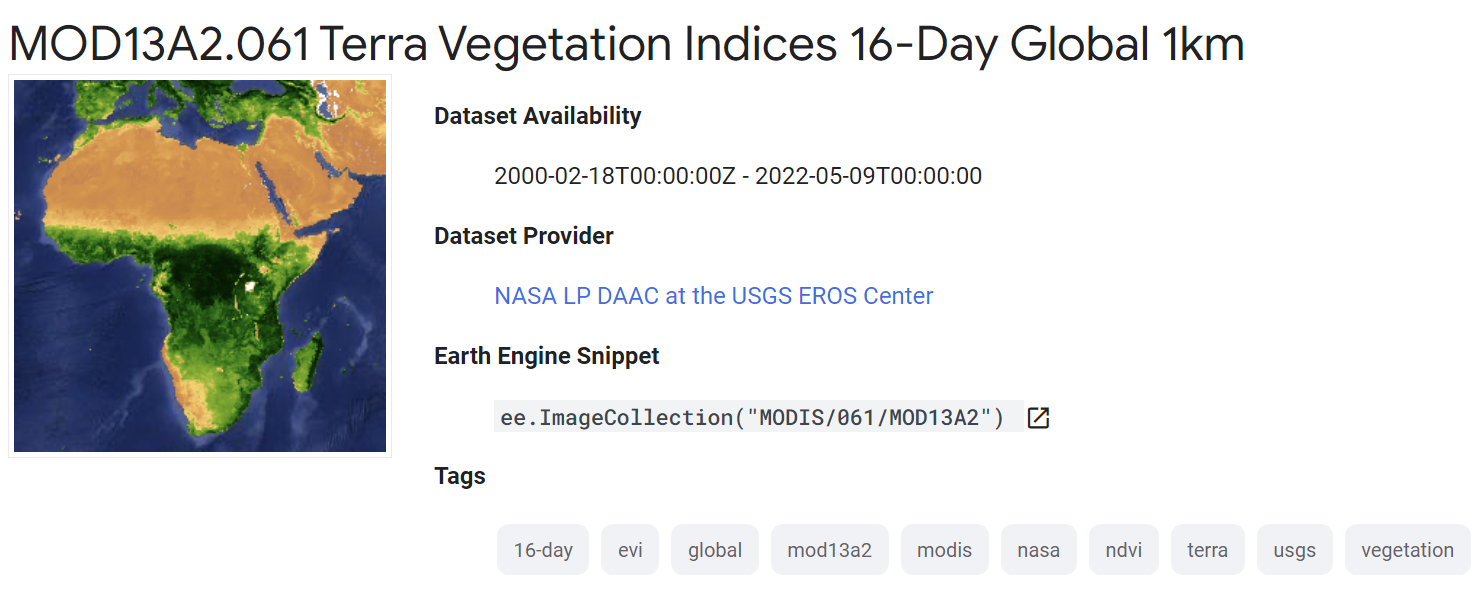 MOD13A2.061 Terra Vegetation Indices 16-Day Global 1km
Dataset Availability
2000-02-18T00:00:00Z - 2022-05-09T00:00:00
Dataset Provider
NASA LP DAAC at the USGS EROS Center
Earth Engine Snippet
ee.ImageCollection("MODIS/061/MOD13A2")
Tags
16-day evi global mod13a2 modis nasa ndvi terra usgs vegetation